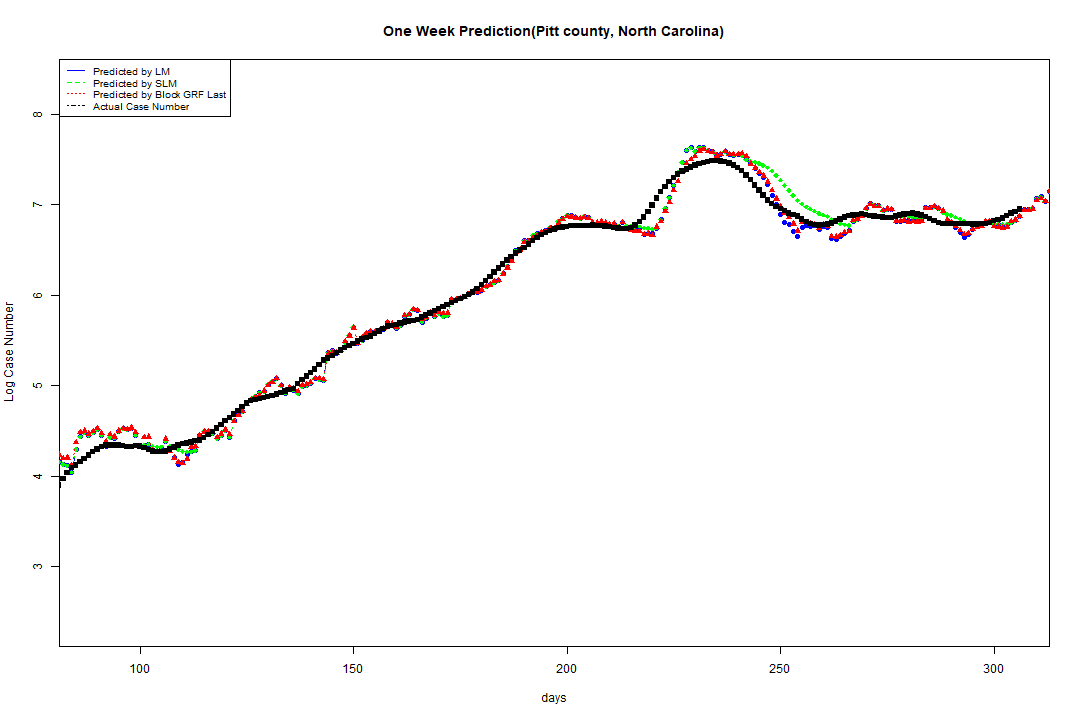 One Week Prediction(Pitt county, North Carolina)
Predicted by LM
Predicted by SLM
Predicted by Block GRF Last
Actual Case Number
8
7
6
5
4
3
Log Case Number
100 150 200 250 300
days